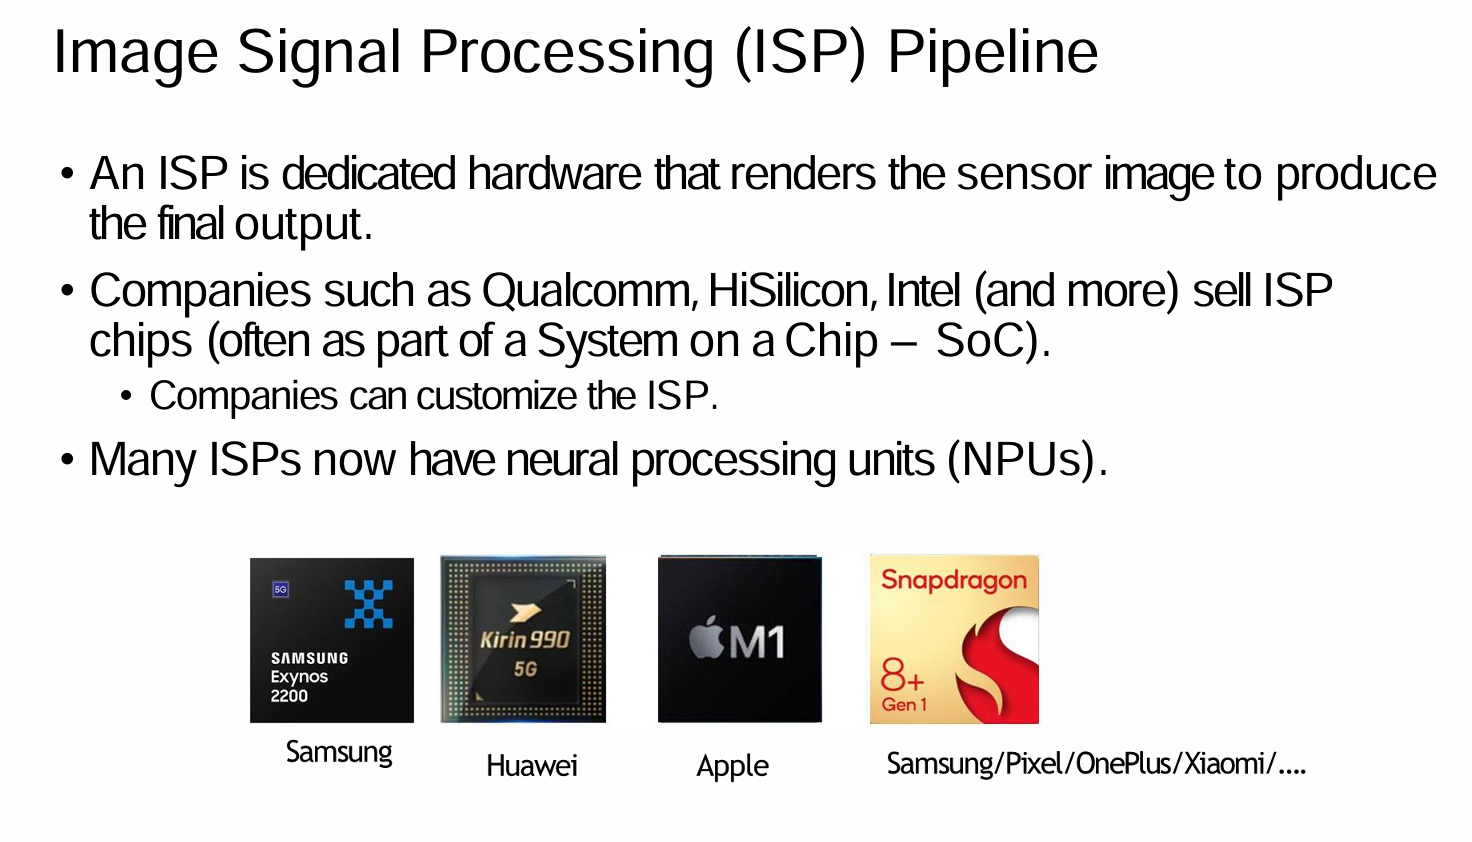 Image Signal Processing (ISP) Pipeline
• An ISP is dedicated hardware that renders the sensor image to produce
the final output.
• Companies such as Qualcomm, HiSilicon, Intel (and more) sell ISP
chips (often as part of a System on a Chip – SoC).
• Companies can customize the ISP.
• Many ISPs now have neural processing units (NPUs).
5G
SAMSUNG
Exynos
2200
Kirin 990
5G
M1
Snapdragon
8+
Gen 1
Samsung
Huawei
Apple
Samsung/Pixel/OnePlus/Xiaomi/....